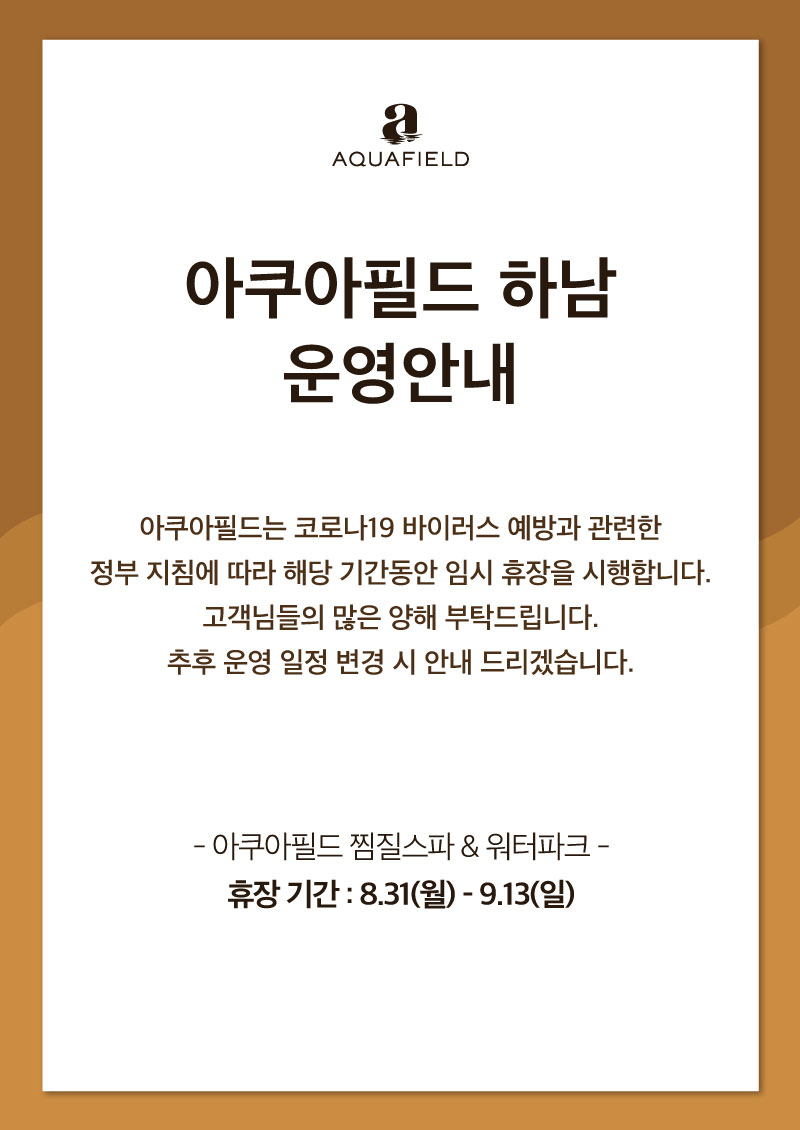 a
AQUAFIELD
아쿠아필드 하남
운영안내
아쿠아필드는 코로나19 바이러스 예방과 관련한
정부 지침에 따라 해당 기간동안 임시 휴장을 시행합니다.
고객님들의 많은 양해 부탁드립니다.
추후 운영 일정 변경 시 안내 드리겠습니다.
- 아쿠아필드 찜질스파 & 워터파크 -
휴장 기간 : 8.31(월) - 9.13(일)